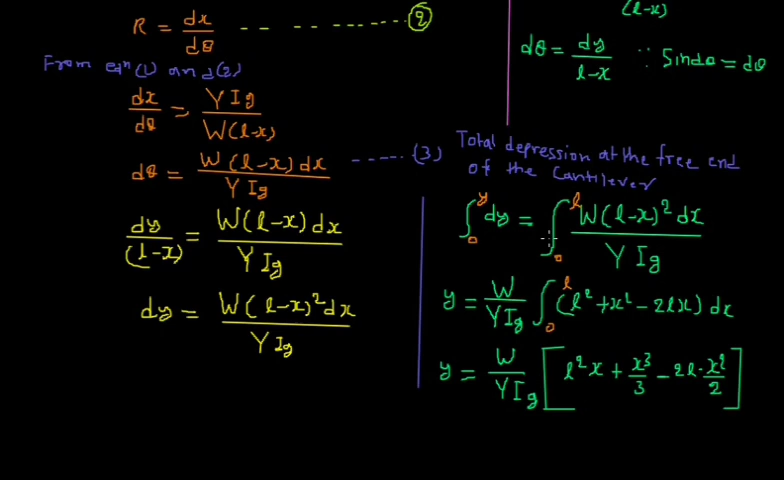 R = dx/dθ -- -- -- -- -------- (2)
From eqn (1) and (2)
dx/dθ = YIg/W(l-x)
dθ = W(l-x)dx/YIg ------ (3)
dy/(l-x) = W(l-x)dx/YIg
dy = W(l-x)²dx/YIg
(l-x)
dθ = dy/l-x ∵ Sindθ = dθ
Total depression at the free end
of the Cantilever
∫₀^y dy = ∫₀^l W(l-x)²dx/YIg
y = W/YIg ∫₀^l (l²+x²-2lx)dx
y = W/YIg [l²x + x³/3 - 2l·x²/2]